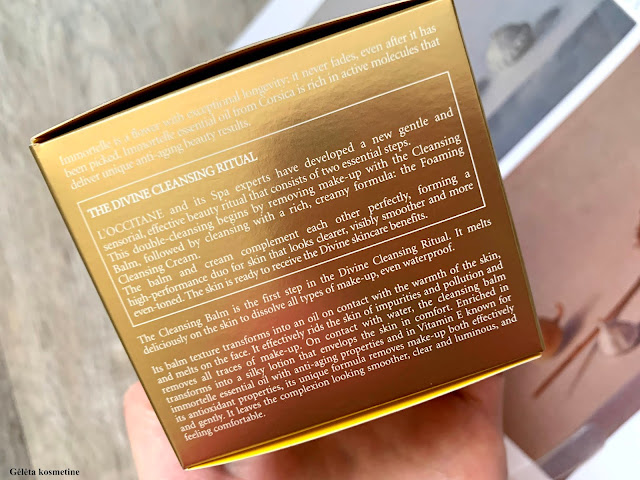 Immortelle is a flower with exceptional longevity: it never fades, even after it has
been picked. Immortelle essential oil from Corsica is rich in active molecules that
deliver unique anti-aging beauty results.
THE DIVINE CLEANSING RITUAL
L'OCCITANE and its Spa experts have developed a new gentle and
sensorial, effective beauty ritual that consists of two essential steps.
This double-cleansing begins by removing make-up with the Cleansing
Balm, followed by cleansing with a rich, creamy formula: the Foaming
Cleansing Cream.
The balm and cream complement each other perfectly, forming a
high-performance duo for skin that looks clearer, visibly smoother and more
even-toned. The skin is ready to receive the Divine skincare benefits.
The Cleansing Balm is the first step in the Divine Cleansing Ritual. It melts
deliciously on the skin to dissolve all types of make-up, even waterproof.
Its balm texture transforms into an oil on contact with the warmth of the skin,
and melts on the face. It effectively rids the skin of impurities and pollution and
removes all traces of make-up. On contact with water, the cleansing balm
transforms into a silky lotion that envelops the skin in comfort. Enriched in
immortelle essential oil with anti-aging properties and in Vitamin E known for
its antioxidant properties, its unique formula removes make-up both effectively
and gently. It leaves the complexion looking smoother, clear and luminous, and
feeling comfortable.
Gėlėta kosmetinė